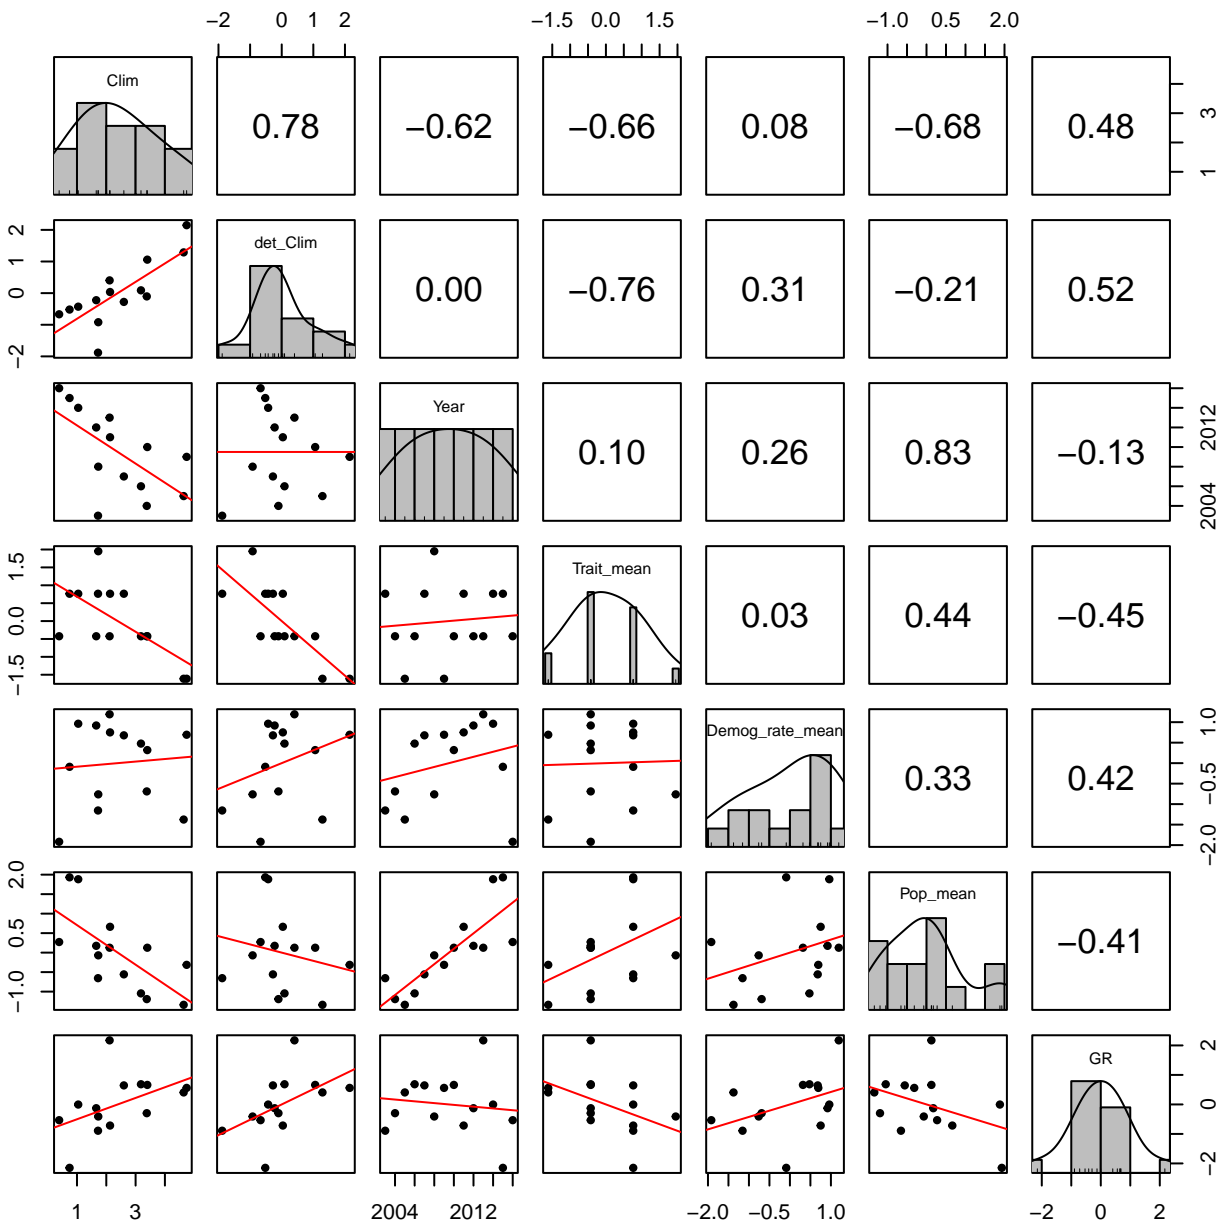 −2 0 1 2 −1.5 0.0 1.5 −1.0 0.5 2.0
Clim 0.78 −0.62 −0.66 0.08 −0.68 0.48 1 3
−2 0 1 2 det_Clim 0.00 −0.76 0.31 −0.21 0.52
Year 0.10 0.26 0.83 −0.13 2004 2012
−1.5 0.0 1.5 Trait_mean 0.03 0.44 −0.45
Demog_rate_mean 0.33 0.42 −2.0 −0.5 1.0
−1.0 0.5 2.0 Pop_mean −0.41
GR −2 0 2
1 3 2004 2012 −2.0 −0.5 1.0 −2 0 2